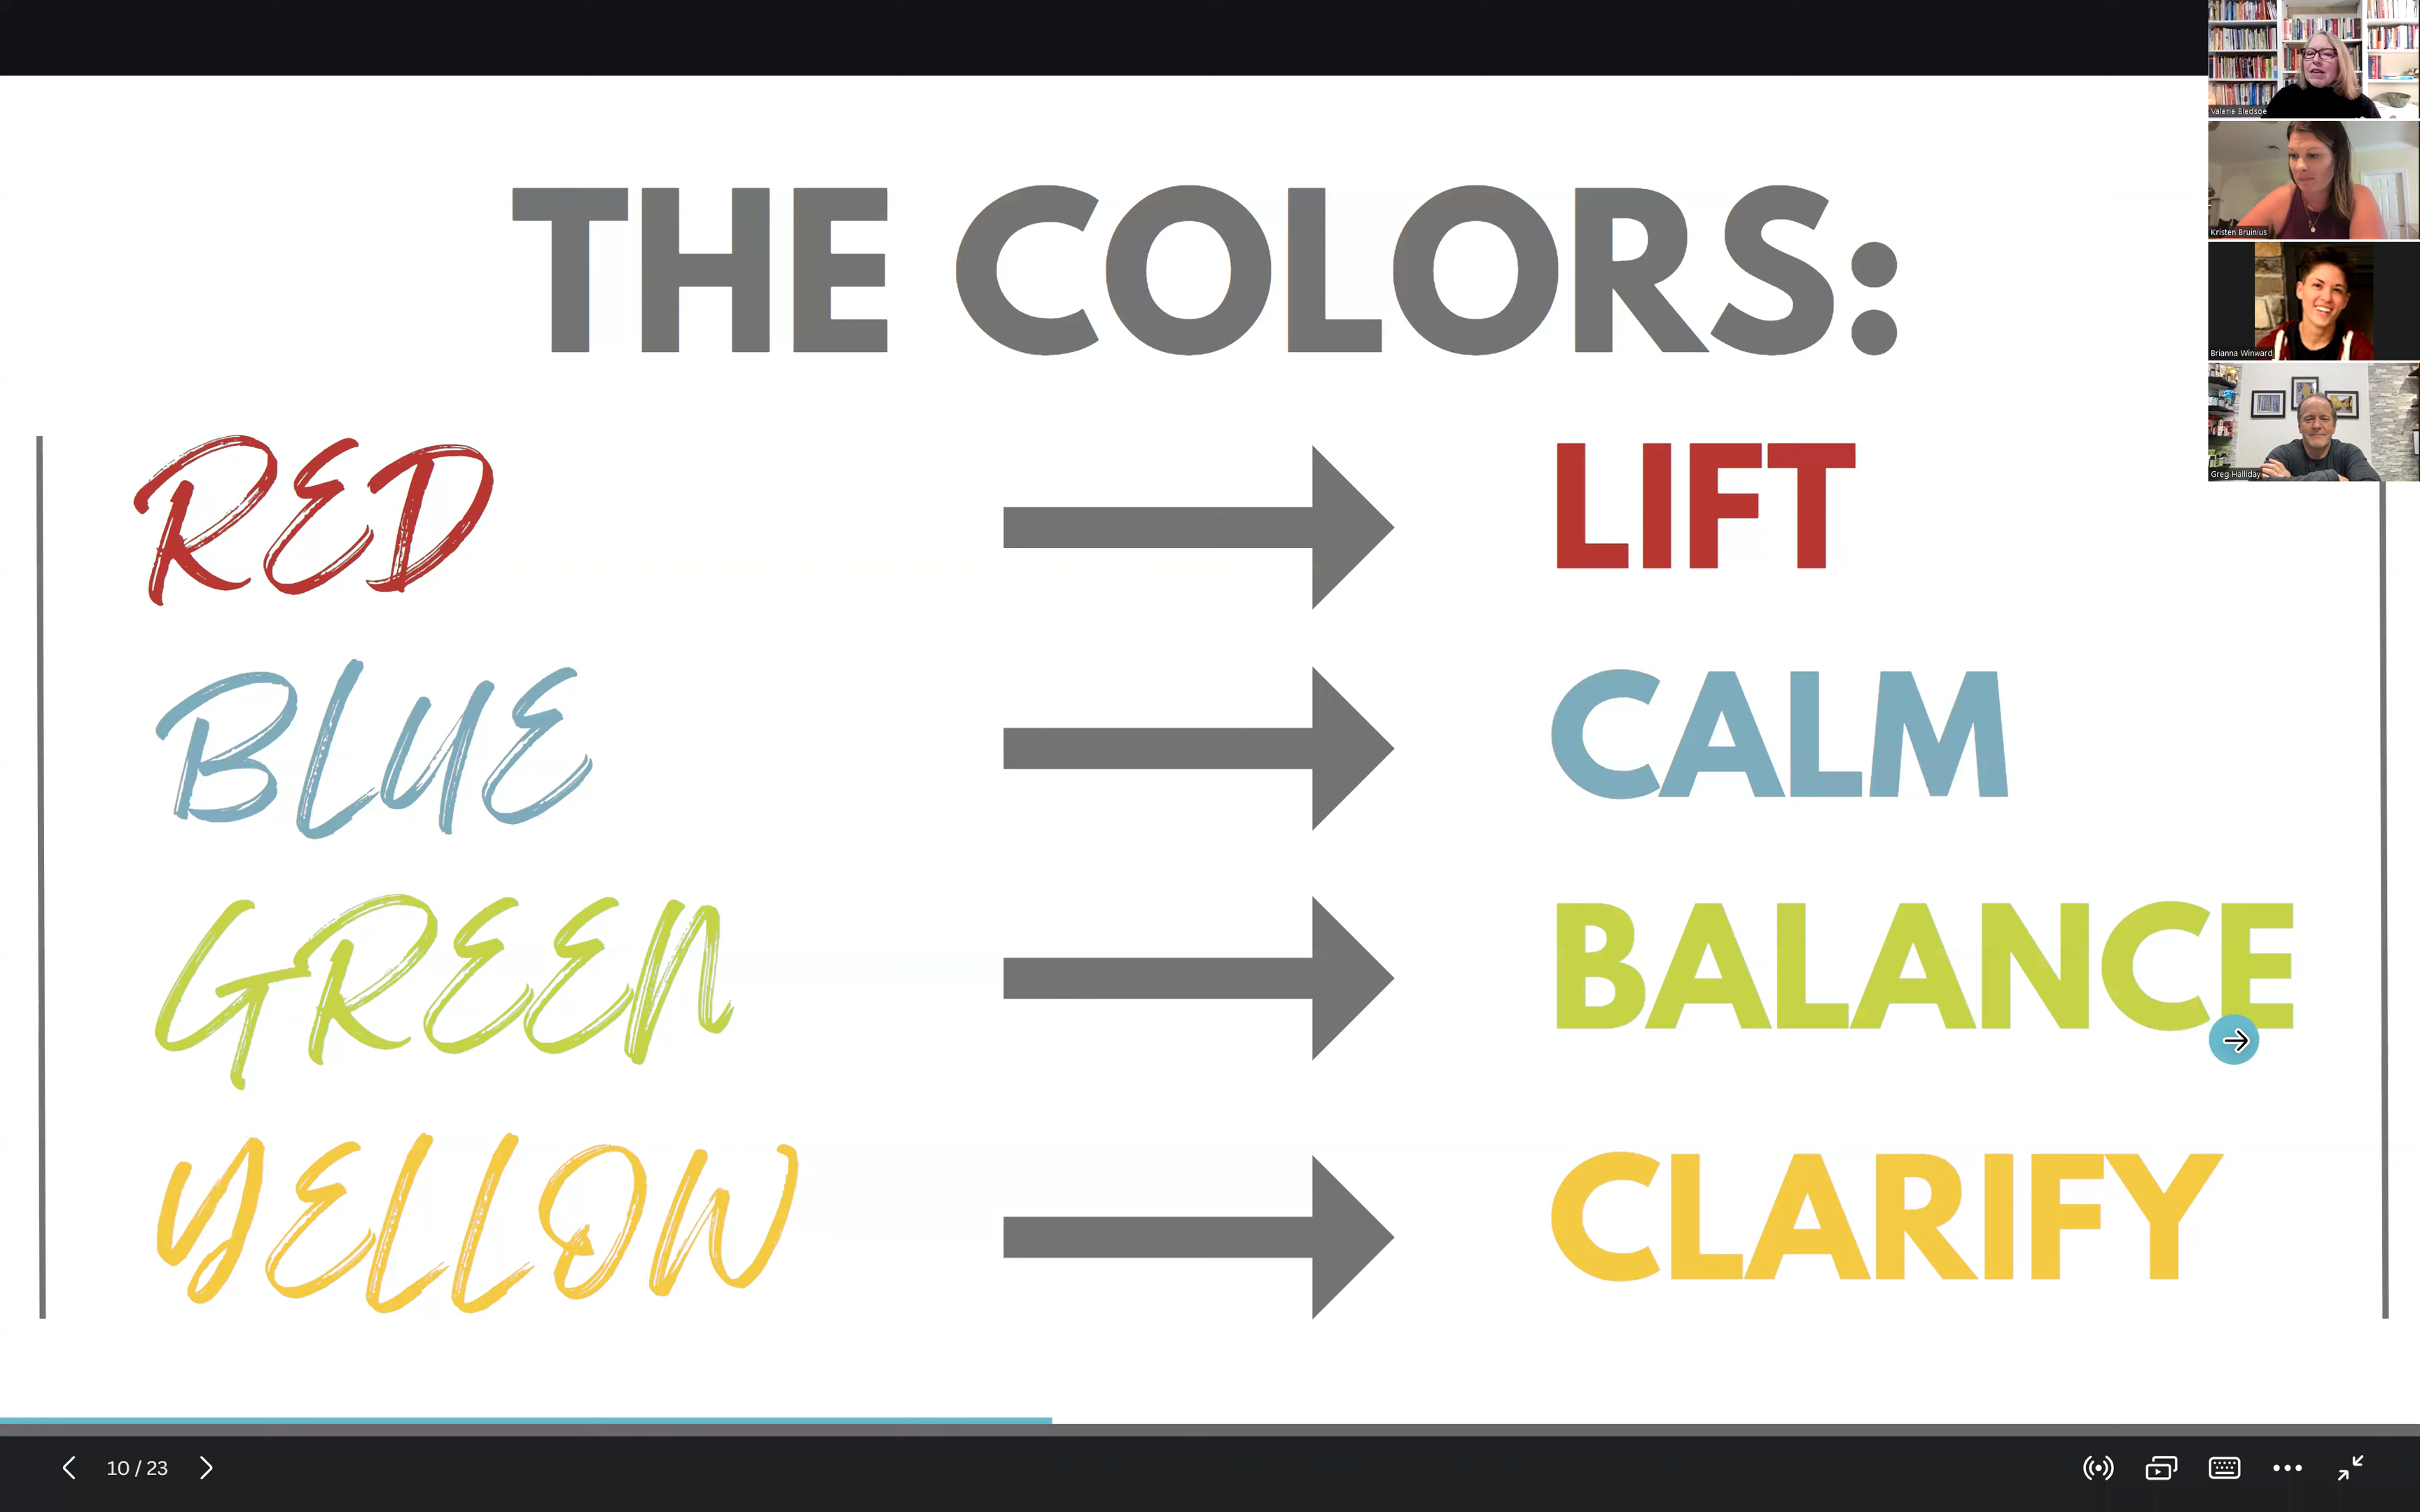 THE COLORS:
RED LIFT
BLUE CALM
GREEN BALANCE
YELLOW CLARIFY
Valerie Bledsoe
Kristen Bruinius
Brianna Winward
Greg Halliday
10 / 23